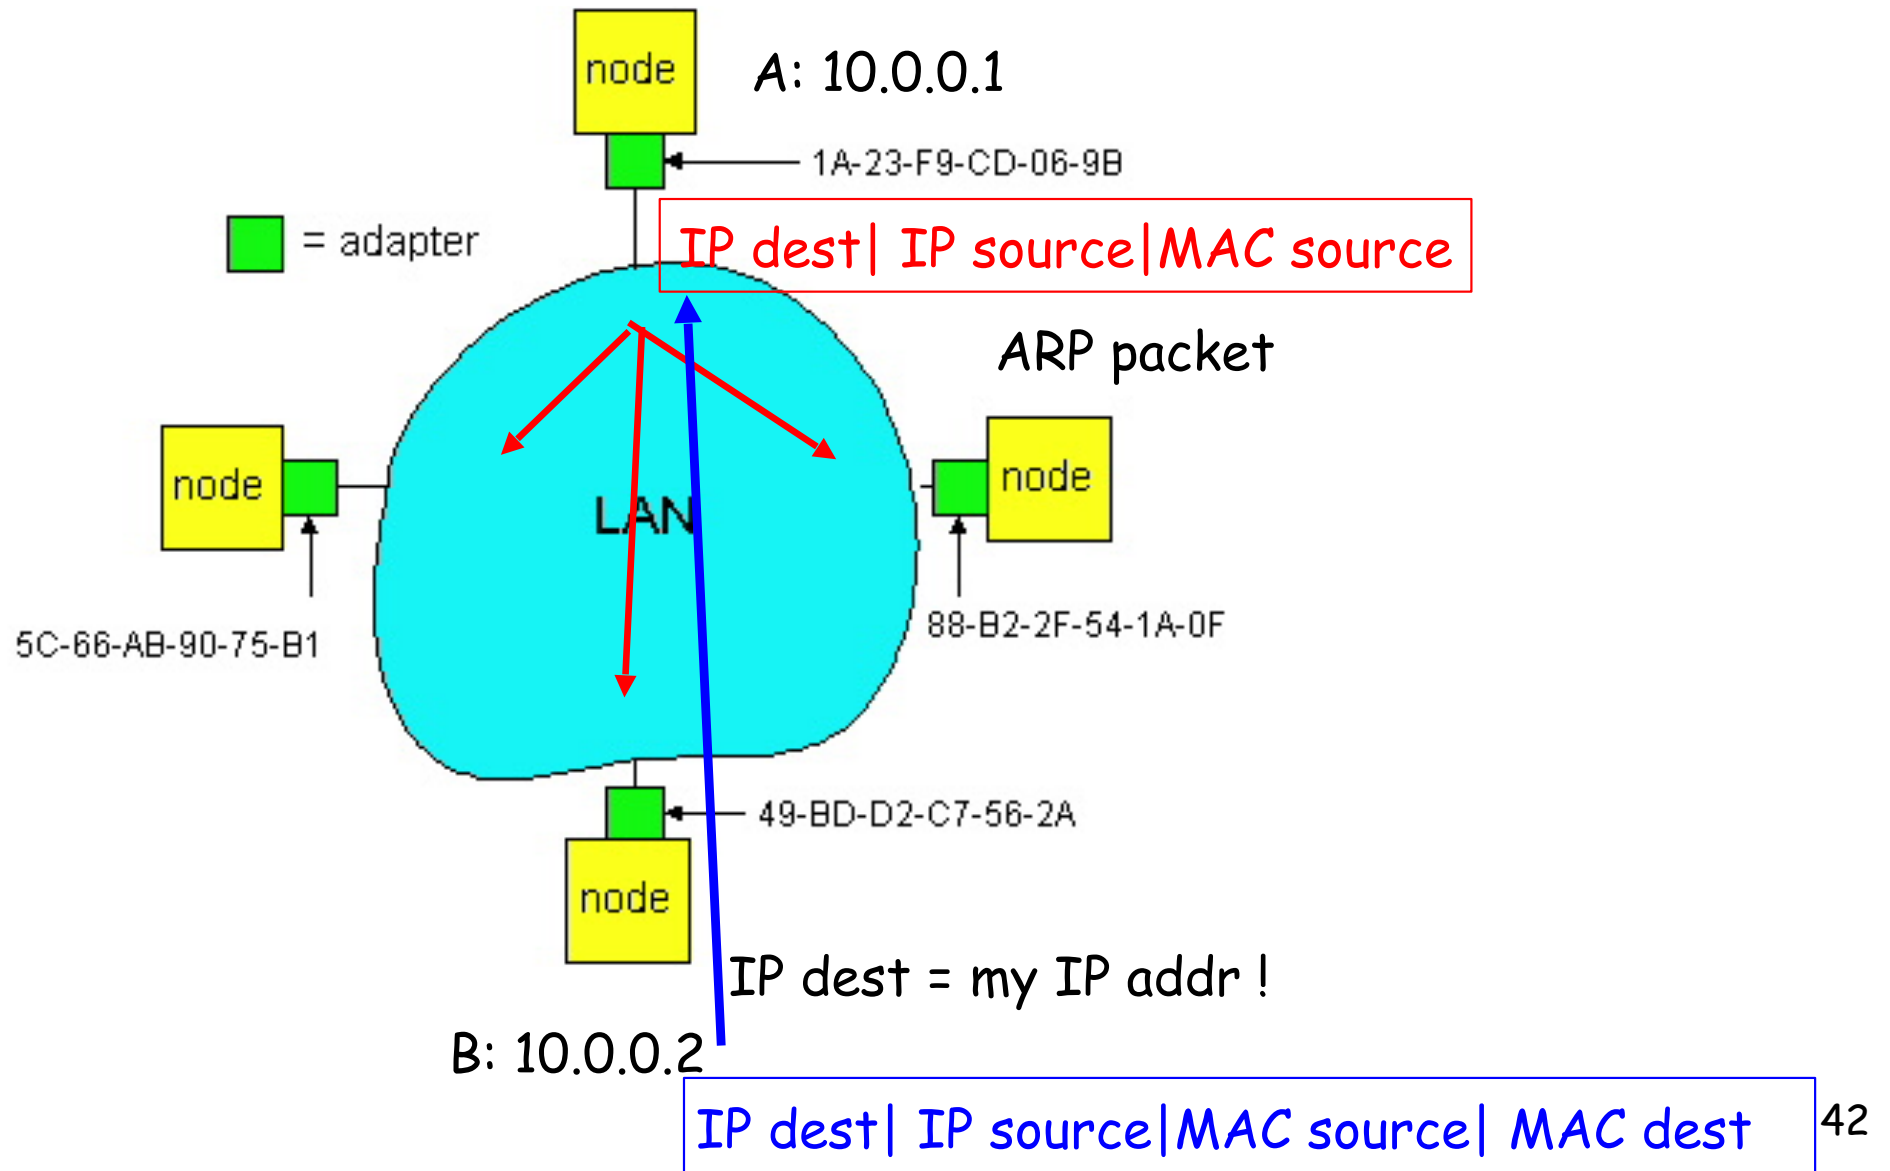 node
A: 10.0.0.1
1A-23-F9-CD-06-9B
= adapter
IP dest| IP source|MAC source
ARP packet
node
node
LAN
5C-66-AB-90-75-B1
88-B2-2F-54-1A-0F
49-BD-D2-C7-56-2A
node
IP dest = my IP addr !
B: 10.0.0.2
IP dest| IP source|MAC source| MAC dest
42